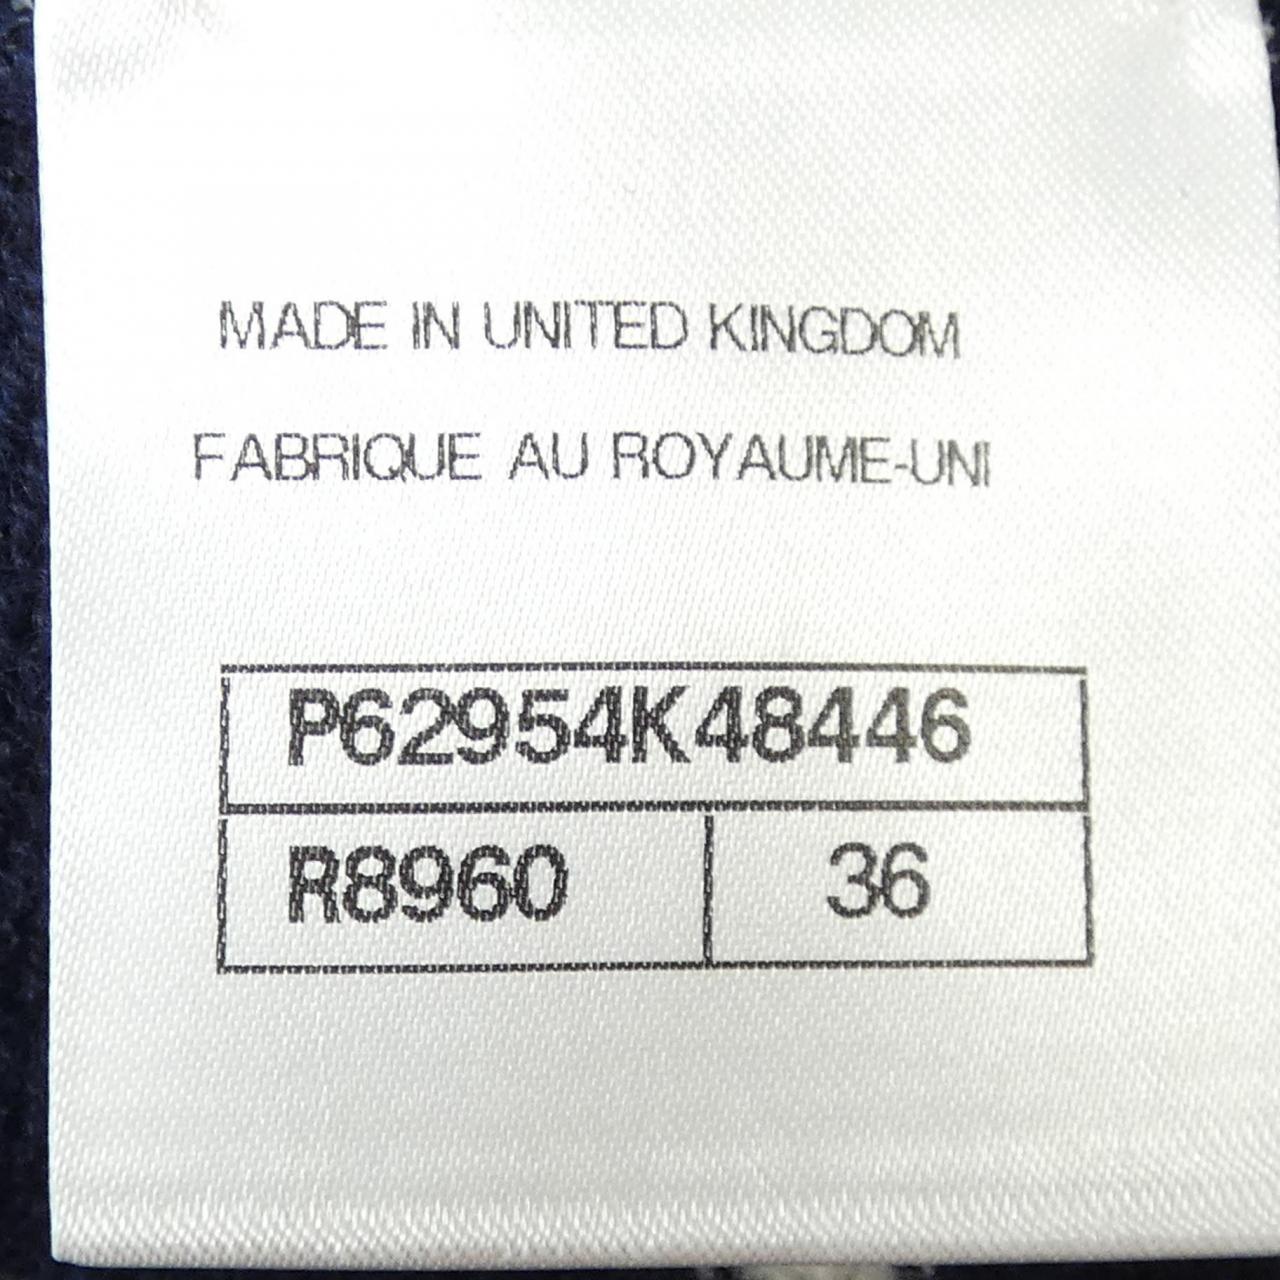 MADE IN UNITED KINGDOM
FABRIQUE AU ROYAUME-UNI
P62954K48446
R8960 36